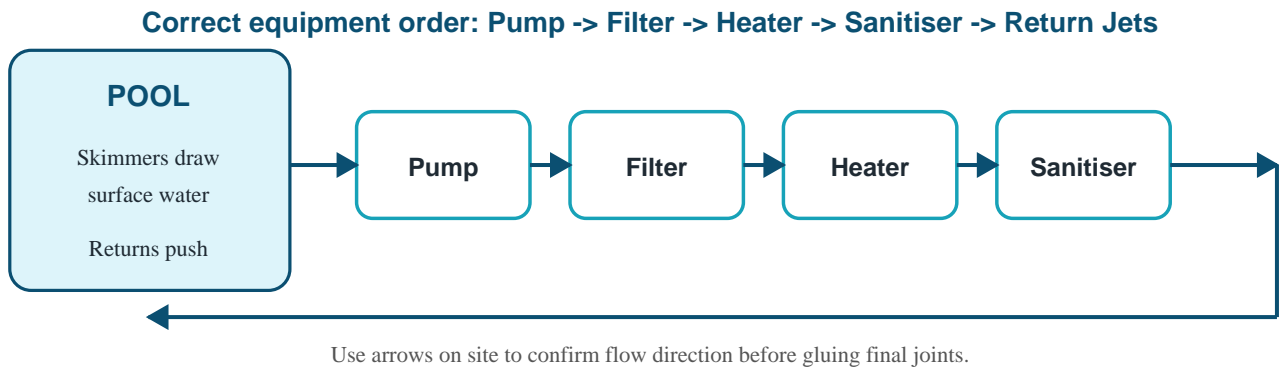 Correct equipment order: Pump -> Filter -> Heater -> Sanitiser -> Return Jets
POOL
Skimmers draw
surface water
Returns push
Pump
Filter
Heater
Sanitiser
Use arrows on site to confirm flow direction before gluing final joints.